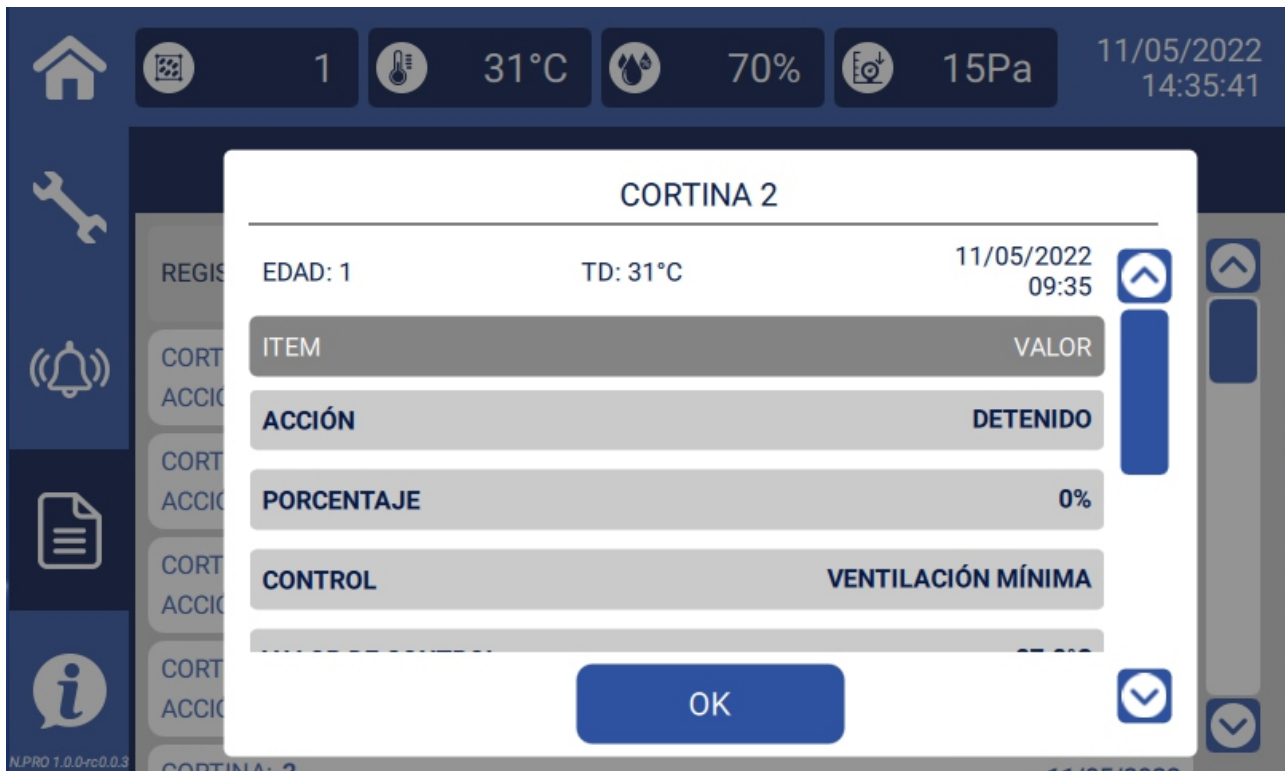 1 31°C 70% 15Pa 11/05/2022
14:35:41
CORTINA 2
EDAD: 1 TD: 31°C 11/05/2022
09:35
ITEM VALOR
ACCIÓN DETENIDO
PORCENTAJE 0%
CONTROL VENTILACIÓN MÍNIMA
OK
REGIS
CORT
ACCIÓ
CORT
ACCIÓ
CORT
ACCIÓ
CORT
ACCIÓ
N.PRO 1.0.0-rc0.0.3